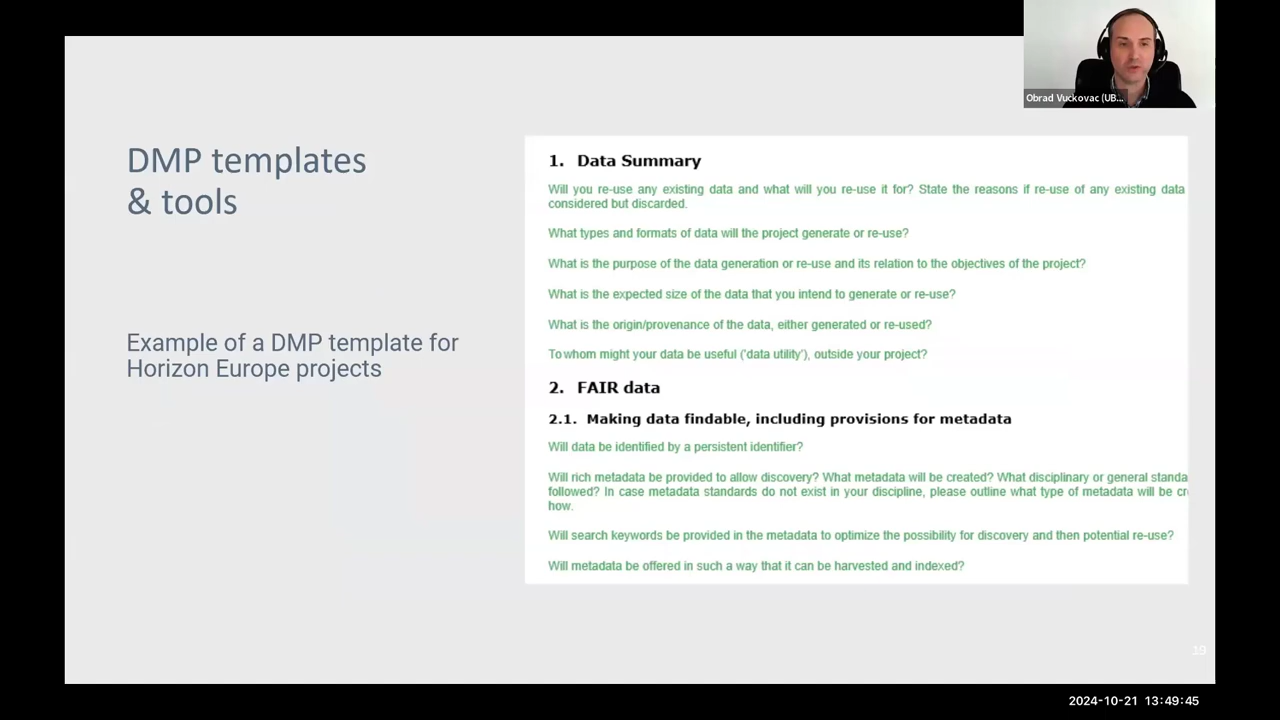 Obrad Vuckovac (UB...
DMP templates
& tools
Example of a DMP template for
Horizon Europe projects
1. Data Summary
Will you re-use any existing data and what will you re-use it for? State the reasons if re-use of any existing data
considered but discarded.
What types and formats of data will the project generate or re-use?
What is the purpose of the data generation or re-use and its relation to the objectives of the project?
What is the expected size of the data that you intend to generate or re-use?
What is the origin/provenance of the data, either generated or re-used?
To whom might your data be useful ('data utility'), outside your project?
2. FAIR data
2.1. Making data findable, including provisions for metadata
Will data be identified by a persistent identifier?
Will rich metadata be provided to allow discovery? What metadata will be created? What disciplinary or general standa
followed? In case metadata standards do not exist in your discipline, please outline what type of metadata will be cr
how.
Will search keywords be provided in the metadata to optimize the possibility for discovery and then potential re-use?
Will metadata be offered in such a way that it can be harvested and indexed?
19
2024-10-21 13:49:45